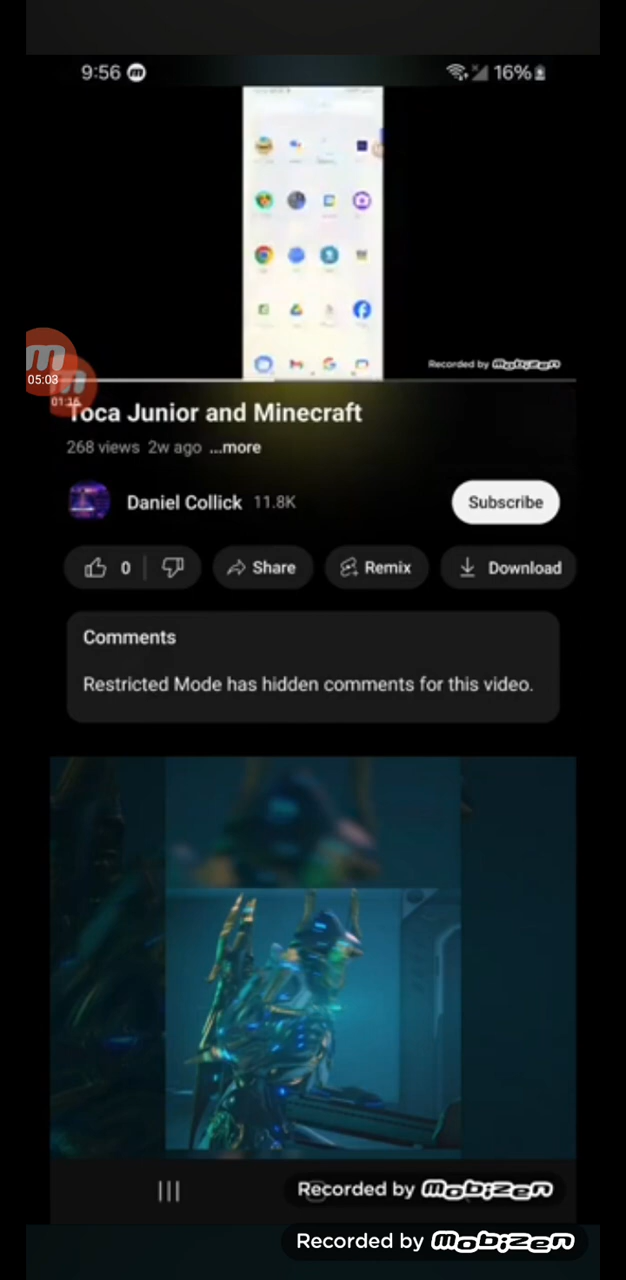 9:56 m 16%
Recorded by mobizen
05:03
01:16
Toca Junior and Minecraft
268 views 2w ago ...more
Daniel Collick 11.8K Subscribe
0 Share Remix Download
Comments
Restricted Mode has hidden comments for this video.
Recorded by mobizen
Recorded by mobizen